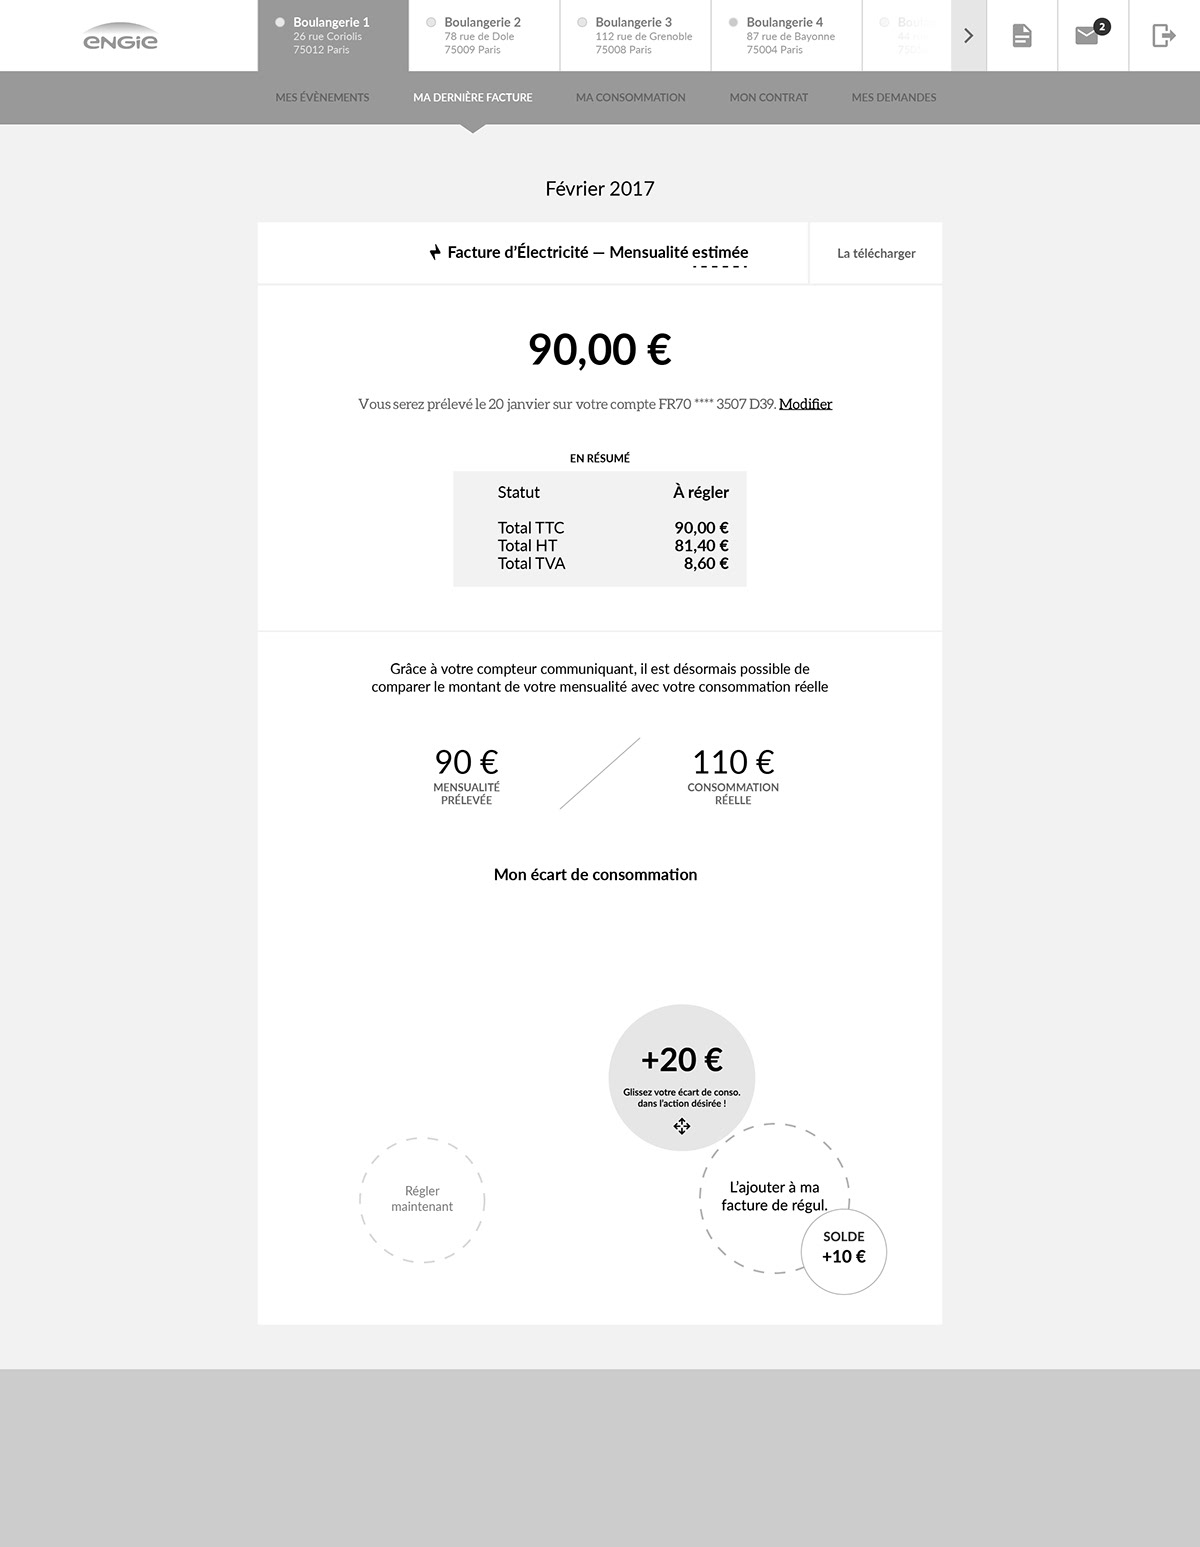 ENGIE
Boulangerie 1
26 rue Coriolis
75012 Paris
Boulangerie 2
78 rue de Dole
75009 Paris
Boulangerie 3
112 rue de Grenoble
75008 Paris
Boulangerie 4
87 rue de Bayonne
75004 Paris
2
MES ÉVÈNEMENTS
MA DERNIÈRE FACTURE
MA CONSOMMATION
MON CONTRAT
MES DEMANDES
Février 2017
Facture d’Électricité — Mensualité estimée
La télécharger
90,00 €
Vous serez prélevé le 20 janvier sur votre compte FR70 **** 3507 D39. Modifier
EN RÉSUMÉ
Statut À régler
Total TTC 90,00 €
Total HT 81,40 €
Total TVA 8,60 €
Grâce à votre compteur communiquant, il est désormais possible de
comparer le montant de votre mensualité avec votre consommation réelle
90 €
MENSUALITÉ
PRÉLEVÉE
110 €
CONSOMMATION
RÉELLE
Mon écart de consommation
+20 €
Glissez votre écart de conso.
dans l’action désirée !
Régler
maintenant
L’ajouter à ma
facture de régul.
SOLDE
+10 €